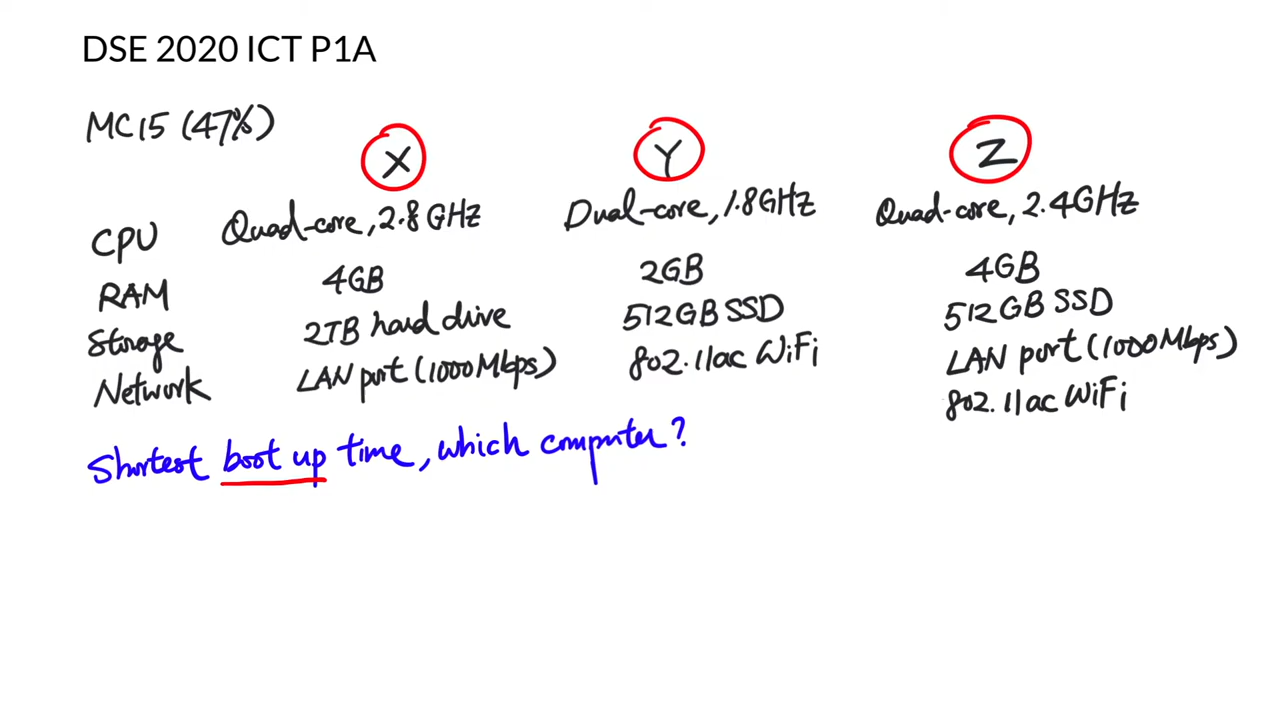 DSE 2020 ICT P1A
MC15 (47%)
X Y Z
CPU Quad-core, 2.8GHz Dual-core, 1.8GHz Quad-core, 2.4GHz
RAM 4GB 2GB 4GB
Storage 2TB hard drive 512GB SSD 512GB SSD
Network LAN port (1000Mbps) 802.11ac WiFi LAN port (1000Mbps)
802.11ac WiFi
Shortest boot up time, which computer?